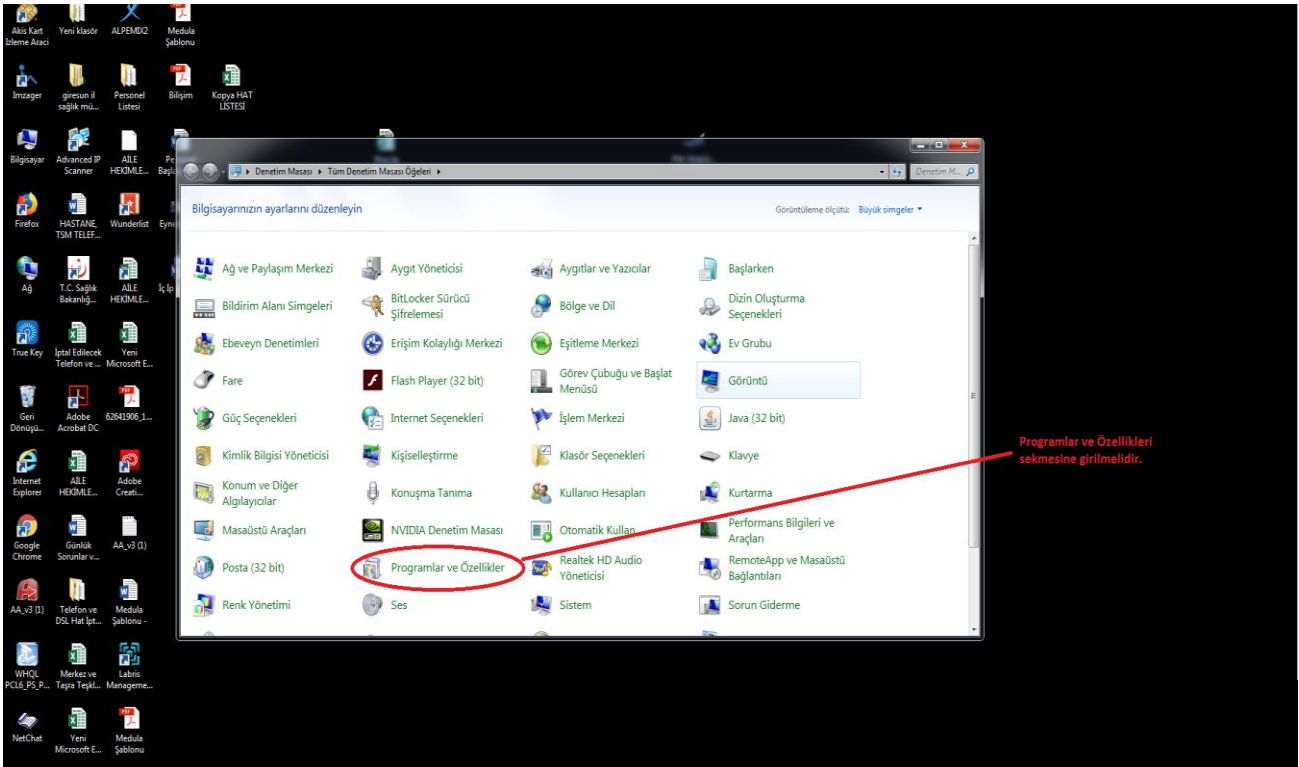 Akis Kart
İzleme Aracı
Yeni klasör
ALPEMIX2
Medula
Şablonu
Imzager
giresun il
sağlık mü...
Personel
Listesi
Bilişim
Kopya HAT
LİSTESİ
Bilgisayar
Advanced IP
Scanner
AİLE
HEKİMLE...
Firefox
HASTANE,
TSM TELEF...
Wunderlist
Ağ
T.C. Sağlık
Bakanlığ...
AİLE
HEKİMLE...
İç İp
True Key
İptal Edilecek
Telefon ve ...
Yeni
Microsoft E...
Geri
Dönüşü...
Adobe
Acrobat DC
62641906_1...
Internet
Explorer
AİLE
HEKİMLE...
Adobe
Creati...
Google
Chrome
Günlük
Sorunlar v...
AA_v3 (1)
AA_v3 (1)
Telefon ve
DSL Hat İpt...
Medula
Şablonu -
WHQL
PCL6_PS_P...
Merkez ve
Taşra Teşkl...
Labris
Manageme...
NetChat
Yeni
Microsoft E...
Medula
Şablonu
Denetim Masası Tüm Denetim Masası Öğeleri
Denetim M...
Bilgisayarınızın ayarlarını düzenleyin
Görüntüleme ölçütü: Büyük simgeler
Ağ ve Paylaşım Merkezi
Aygıt Yöneticisi
Aygıtlar ve Yazıcılar
Başlarken
Bildirim Alanı Simgeleri
BitLocker Sürücü
Şifrelemesi
Bölge ve Dil
Dizin Oluşturma
Seçenekleri
Ebeveyn Denetimleri
Erişim Kolaylığı Merkezi
Eşitleme Merkezi
Ev Grubu
Fare
Flash Player (32 bit)
Görev Çubuğu ve Başlat
Menüsü
Görüntü
Güç Seçenekleri
Internet Seçenekleri
İşlem Merkezi
Java (32 bit)
Kimlik Bilgisi Yöneticisi
Kişiselleştirme
Klasör Seçenekleri
Klavye
Konum ve Diğer
Algılayıcılar
Konuşma Tanıma
Kullanıcı Hesapları
Kurtarma
Masaüstü Araçları
NVIDIA Denetim Masası
Otomatik Kullan
Performans Bilgileri ve
Araçları
Posta (32 bit)
Programlar ve Özellikler
Realtek HD Audio
Yöneticisi
RemoteApp ve Masaüstü
Bağlantıları
Renk Yönetimi
Ses
Sistem
Sorun Giderme
Programlar ve Özellikleri
sekmesine girilmelidir.